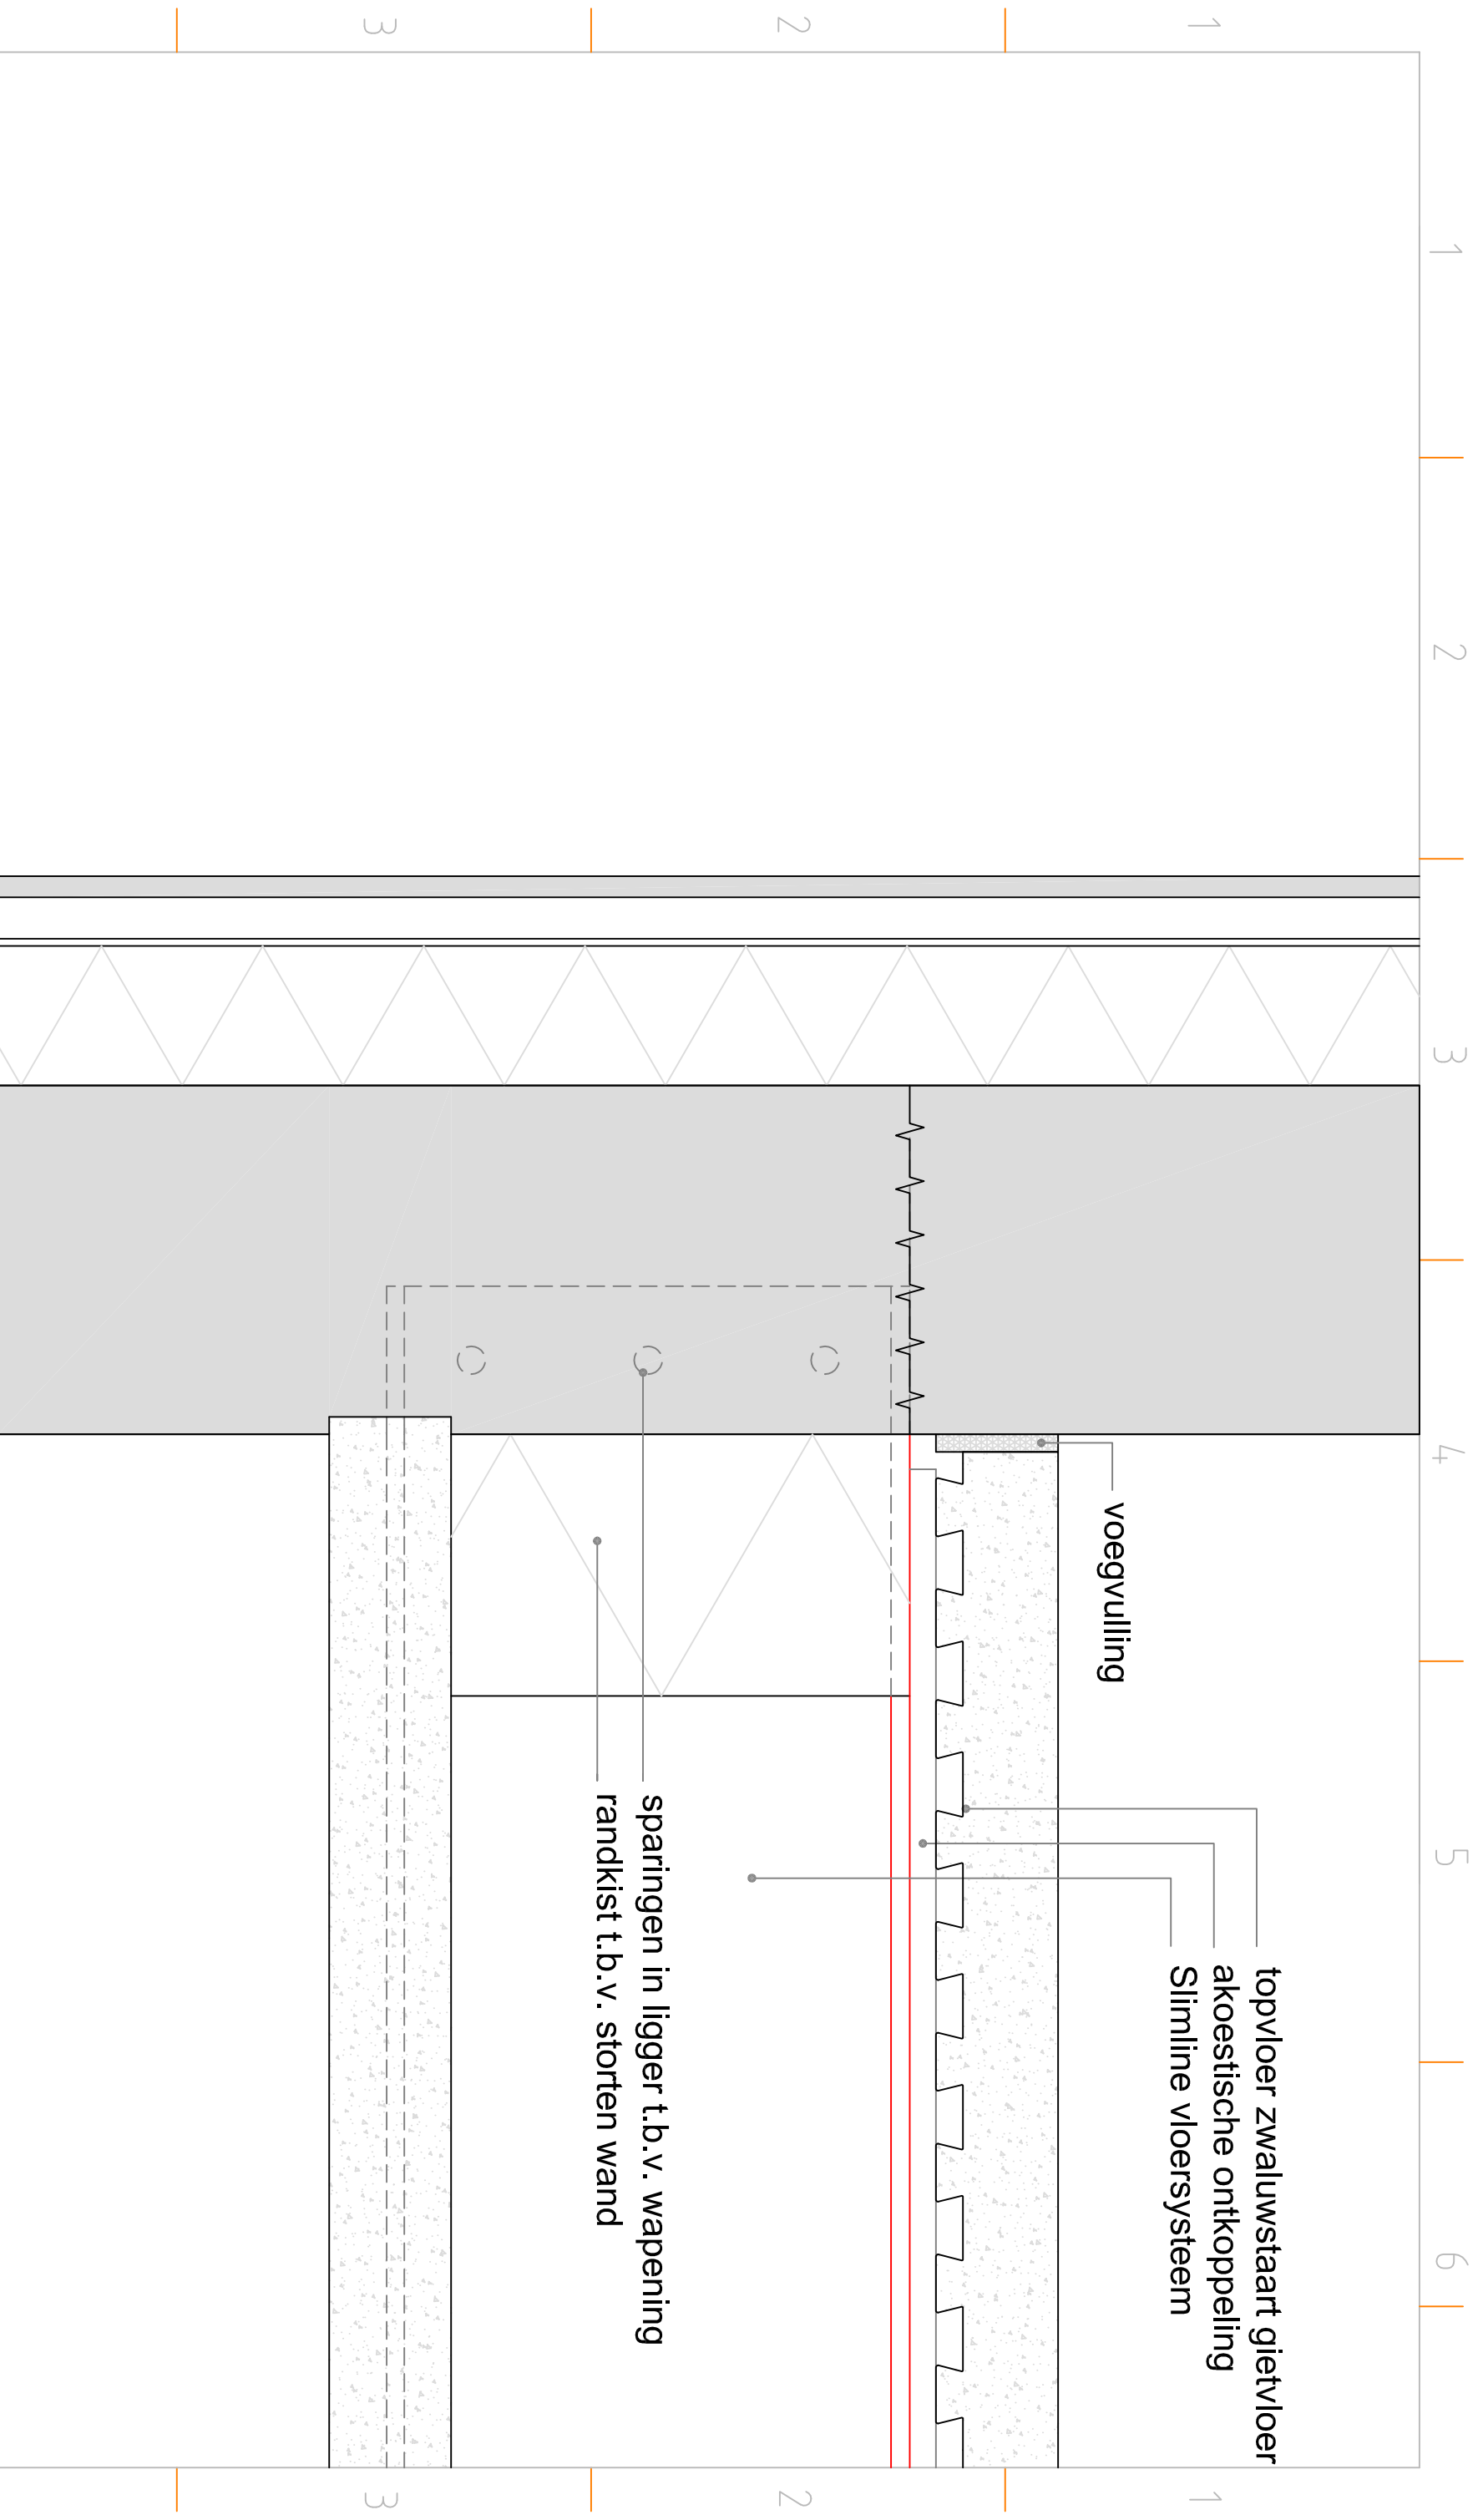 1
2
3
4
5
6
1
2
3
1
2
3
topvloer zwaluwstaart gietvloer
akoestische ontkoppeling
Slimline vloersysteem
voegvulling
sparingen in ligger t.b.v. wapening
randkist t.b.v. storten wand